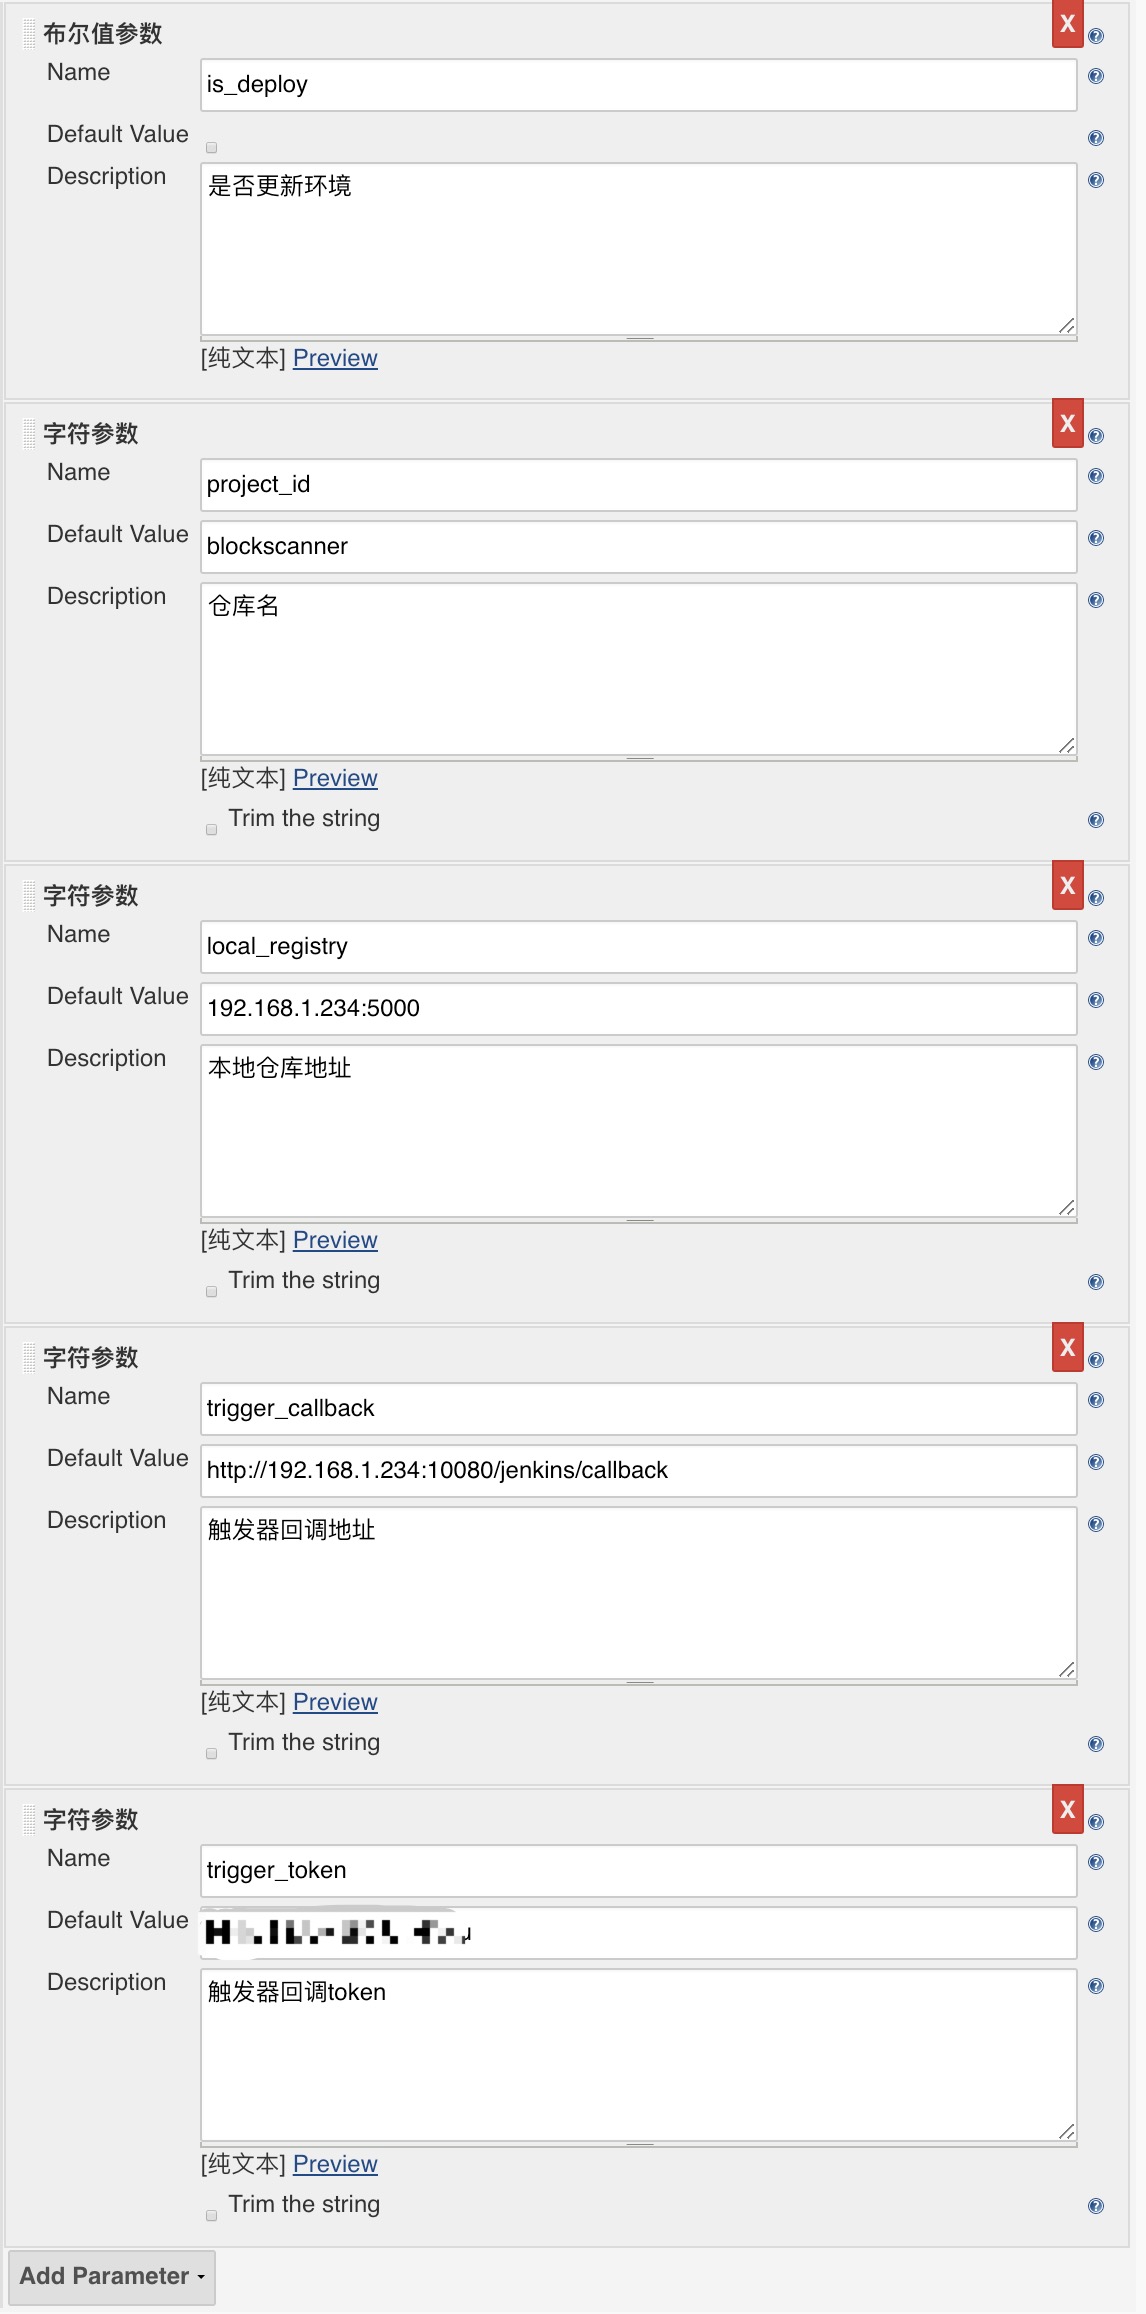 布尔值参数
X
Name
is_deploy
Default Value
Description
是否更新环境
[纯文本] Preview
字符参数
X
Name
project_id
Default Value
blockscanner
Description
仓库名
[纯文本] Preview
Trim the string
字符参数
X
Name
local_registry
Default Value
192.168.1.234:5000
Description
本地仓库地址
[纯文本] Preview
Trim the string
字符参数
X
Name
trigger_callback
Default Value
http://192.168.1.234:10080/jenkins/callback
Description
触发器回调地址
[纯文本] Preview
Trim the string
字符参数
X
Name
trigger_token
Default Value
Description
触发器回调token
[纯文本] Preview
Trim the string
Add Parameter